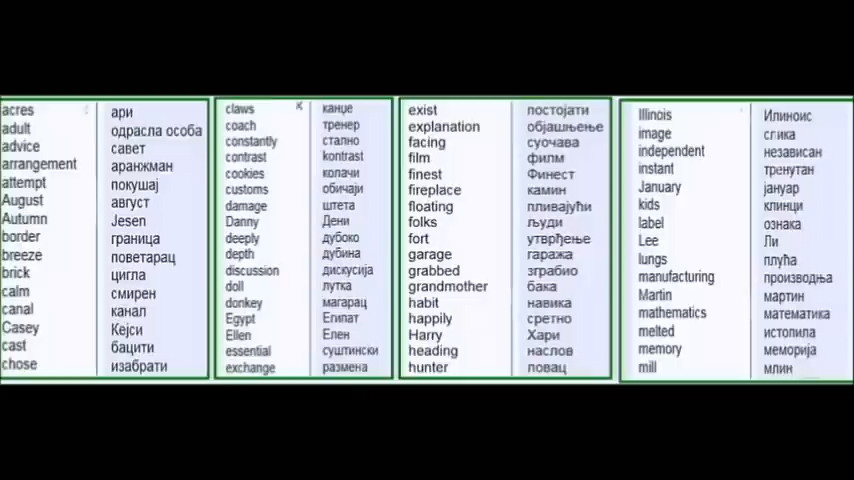 acres ари
adult одрасла особа
advice савет
arrangement аранжман
attempt покушај
August август
Autumn Jesen
border граница
breeze поветарац
brick цигла
calm смирен
canal канал
Casey Кејси
cast бацити
chose изабрати
claws канџе
coach тренер
constantly стално
contrast kontrast
cookies колачи
customs обичаји
damage штета
Danny Дени
deeply дубоко
depth дубина
discussion дискусија
doll лутка
donkey магарац
Egypt Египат
Ellen Елен
essential суштински
exchange размена
exist постојати
explanation објашњење
facing суочава
film филм
finest Финест
fireplace камин
floating пливајући
folks људи
fort утврђење
garage гаража
grabbed зграбио
grandmother бака
habit навика
happily сретно
Harry Хари
heading наслов
hunter ловац
Illinois Илиноис
image слика
independent независан
instant тренутан
January јануар
kids клинци
label ознака
Lee Ли
lungs плућа
manufacturing производња
Martin мартин
mathematics математика
melted истопила
memory меморија
mill млин